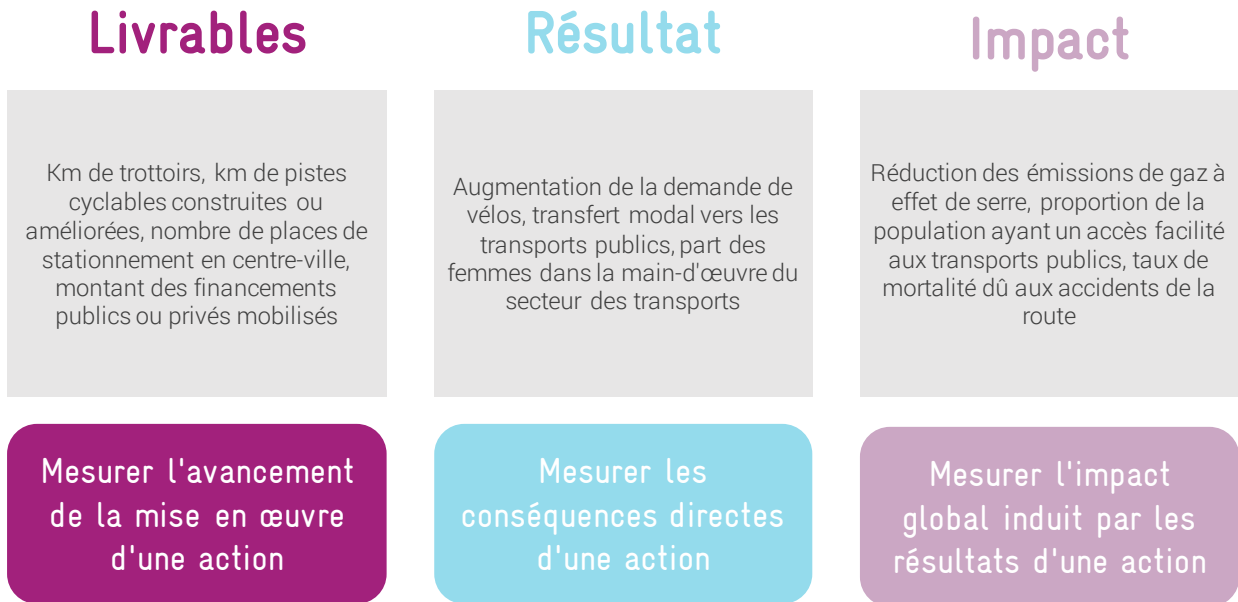 Livrables
Km de trottoirs, km de pistes
cyclables construites ou
améliorées, nombre de places de
stationnement en centre-ville,
montant des financements
publics ou privés mobilisés
Mesurer l'avancement
de la mise en œuvre
d'une action
Résultat
Augmentation de la demande de
vélos, transfert modal vers les
transports publics, part des
femmes dans la main-d'œuvre du
secteur des transports
Mesurer les
conséquences directes
d'une action
Impact
Réduction des émissions de gaz à
effet de serre, proportion de la
population ayant un accès facilité
aux transports publics, taux de
mortalité dû aux accidents de la
route
Mesurer l'impact
global induit par les
résultats d'une action